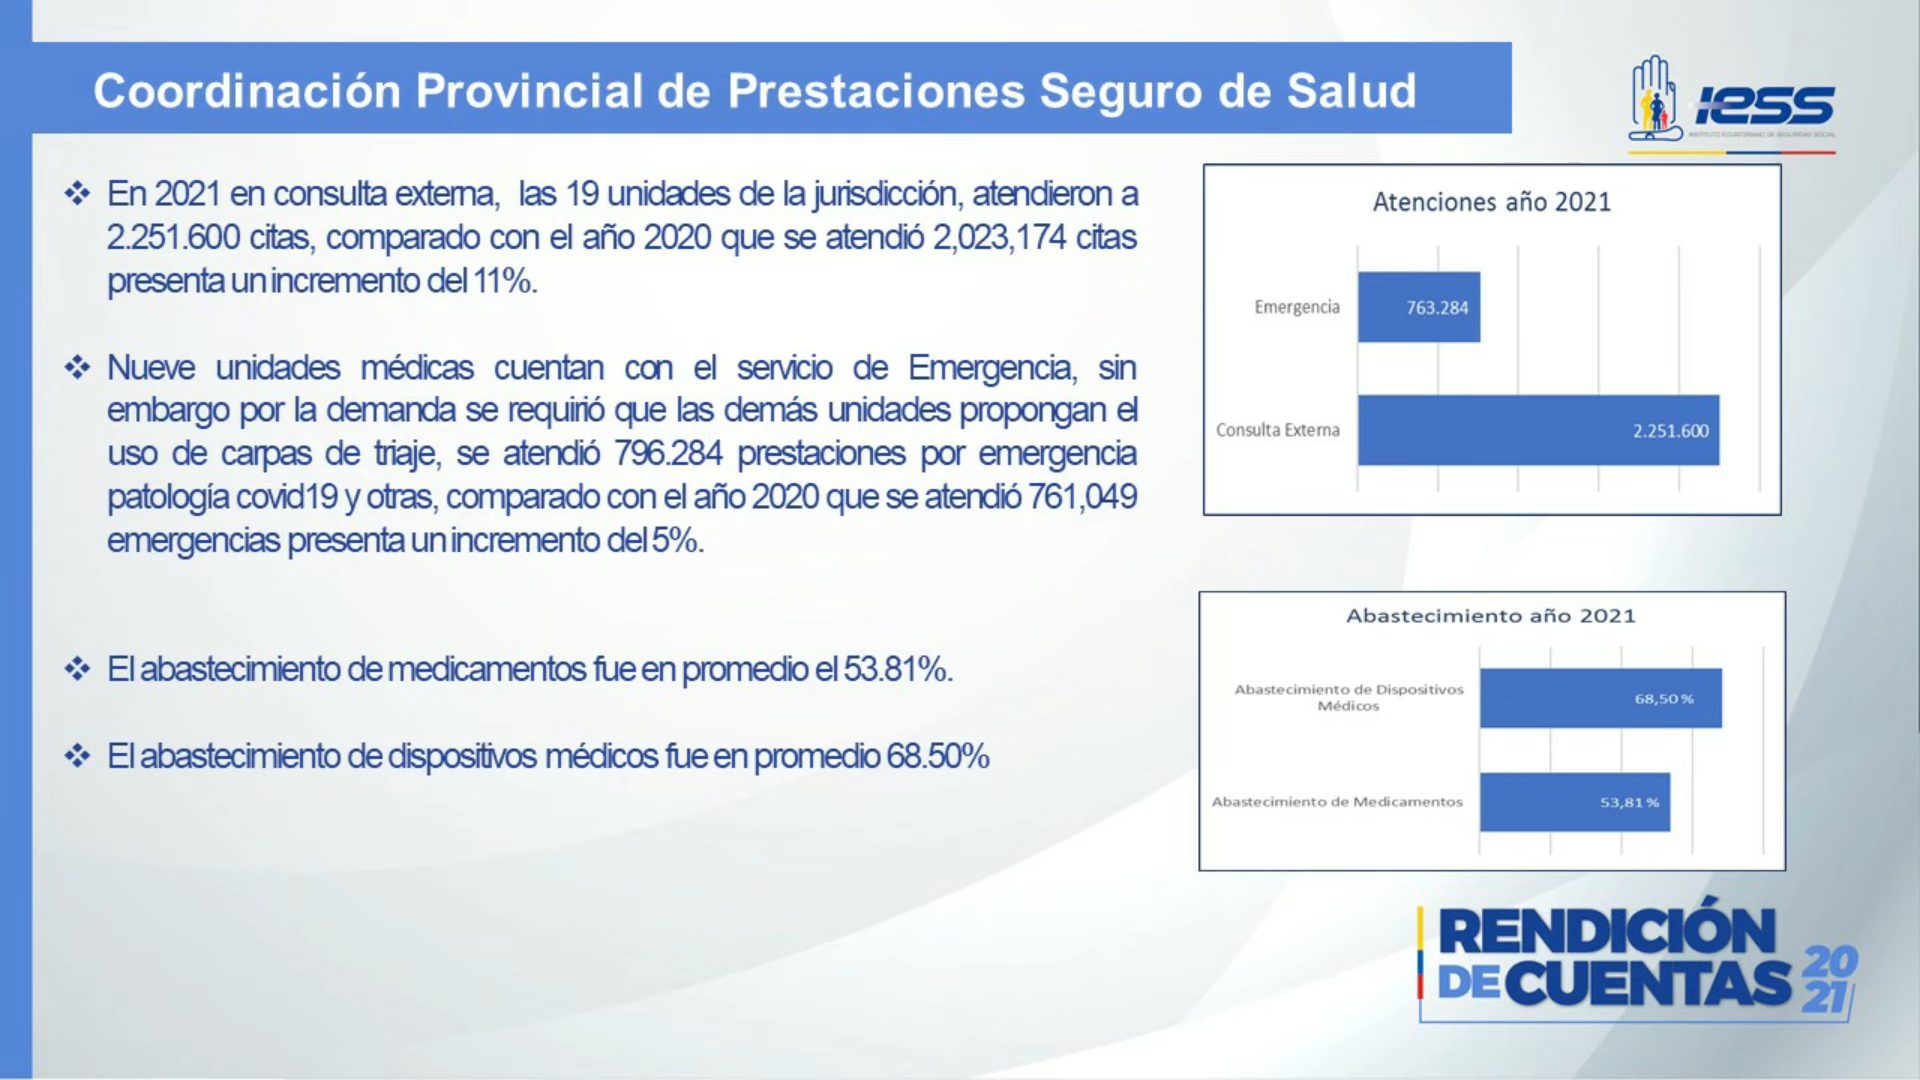 Coordinación Provincial de Prestaciones Seguro de Salud
IESS
INSTITUTO ECUATORIANO DE SEGURIDAD SOCIAL
❖ En 2021 en consulta externa, las 19 unidades de la jurisdicción, atendieron a
2.251.600 citas, comparado con el año 2020 que se atendió 2,023,174 citas
presenta un incremento del 11%.
❖ Nueve unidades médicas cuentan con el servicio de Emergencia, sin
embargo por la demanda se requirió que las demás unidades propongan el
uso de carpas de triaje, se atendió 796.284 prestaciones por emergencia
patología covid19 y otras, comparado con el año 2020 que se atendió 761,049
emergencias presenta un incremento del 5%.
❖ El abastecimiento de medicamentos fue en promedio el 53.81%.
❖ El abastecimiento de dispositivos médicos fue en promedio 68.50%
Atenciones año 2021
Emergencia
763.284
Consulta Externa
2.251.600
Abastecimiento año 2021
Abastecimiento de Dispositivos
Médicos
68,50%
Abastecimiento de Medicamentos
53,81%
RENDICIÓN
DE CUENTAS
20
21